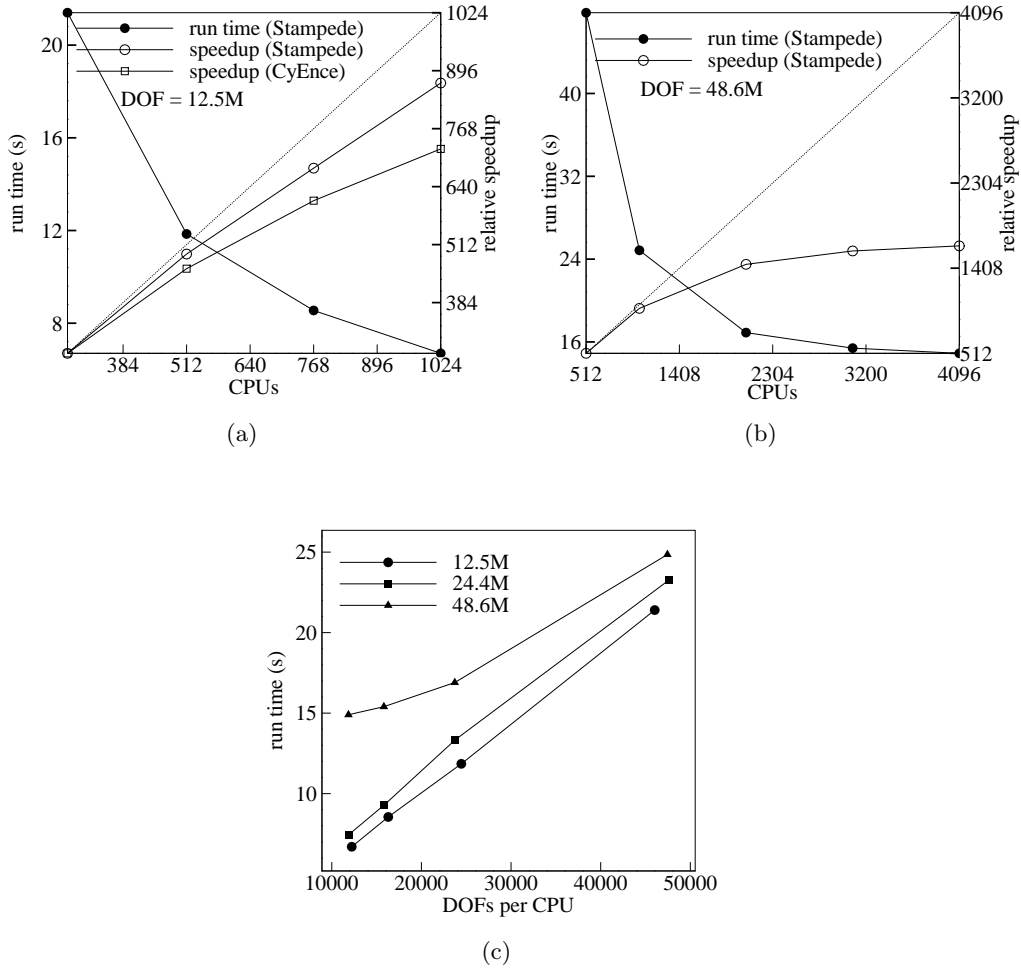 run time (Stampede)
speedup (Stampede)
speedup (CyEnce)
DOF = 12.5M
20
16
12
8
run time (s)
1024
896
768
640
512
384
relative speedup
384
512
640
768
896
1024
CPUs
(a)
run time (Stampede)
speedup (Stampede)
DOF = 48.6M
40
32
24
16
run time (s)
4096
3200
2304
1408
512
relative speedup
512
1408
2304
3200
4096
CPUs
(b)
12.5M
24.4M
48.6M
25
20
15
10
run time (s)
10000
20000
30000
40000
50000
DOFs per CPU
(c)